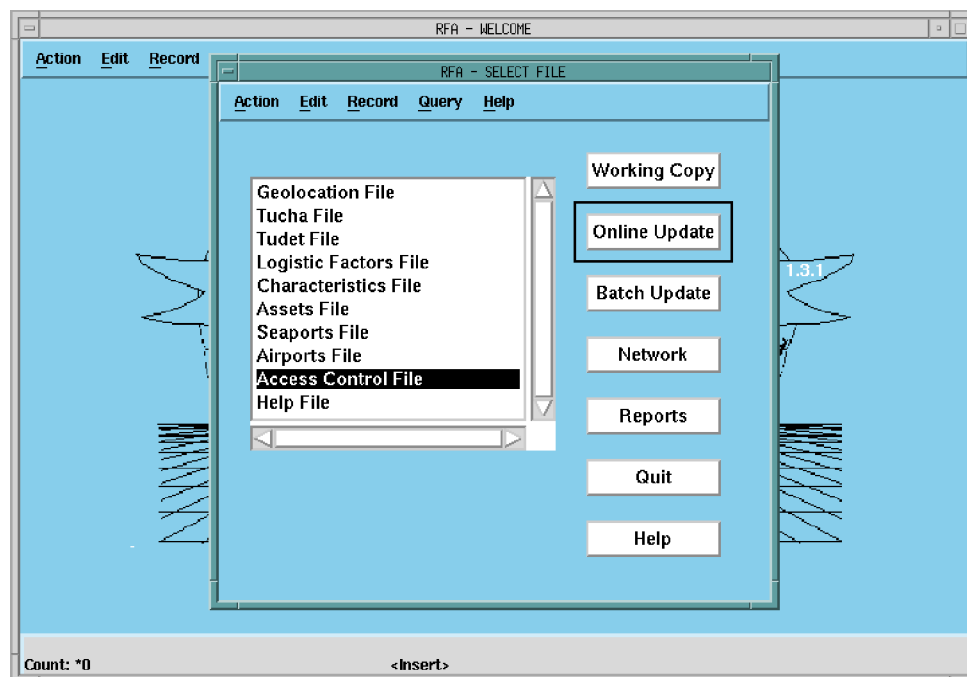 RFA - WELCOME
Action Edit Record
RFA - SELECT FILE
Action Edit Record Query Help
Geolocation File
Tucha File
Tudet File
Logistic Factors File
Characteristics File
Assets File
Seaports File
Airports File
Access Control File
Help File
Working Copy
Online Update
Batch Update
Network
Reports
Quit
Help
1.3.1
Count: *0 <Insert>